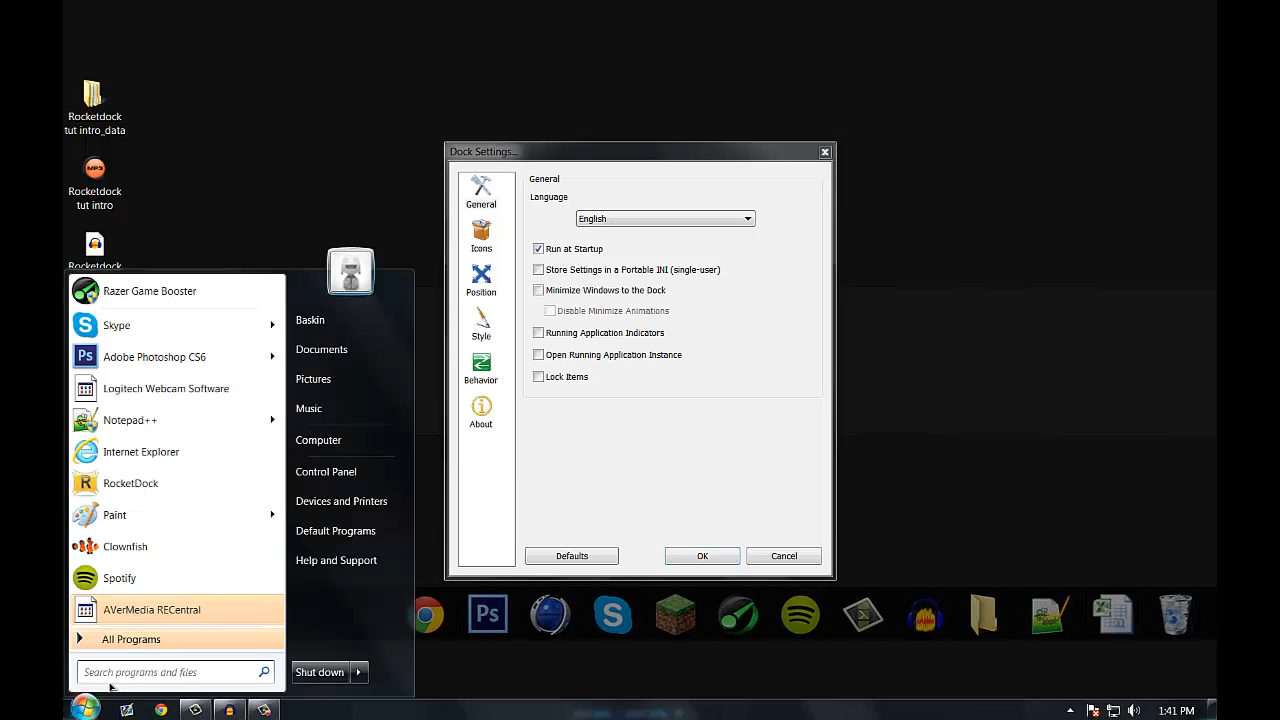 Rocketdock
tut intro_data
MP3
Rocketdock
tut intro
Rocketdock
Razer Game Booster
Skype
Adobe Photoshop CS6
Logitech Webcam Software
Notepad++
Internet Explorer
RocketDock
Paint
Clownfish
Spotify
AVerMedia RECentral
All Programs
Search programs and files
Baskin
Documents
Pictures
Music
Computer
Control Panel
Devices and Printers
Default Programs
Help and Support
Shut down
Dock Settings...
General
Icons
Position
Style
Behavior
About
General
Language
English
Run at Startup
Store Settings in a Portable INI (single-user)
Minimize Windows to the Dock
Disable Minimize Animations
Running Application Indicators
Open Running Application Instance
Lock Items
Defaults
OK
Cancel
Ps
1:41 PM